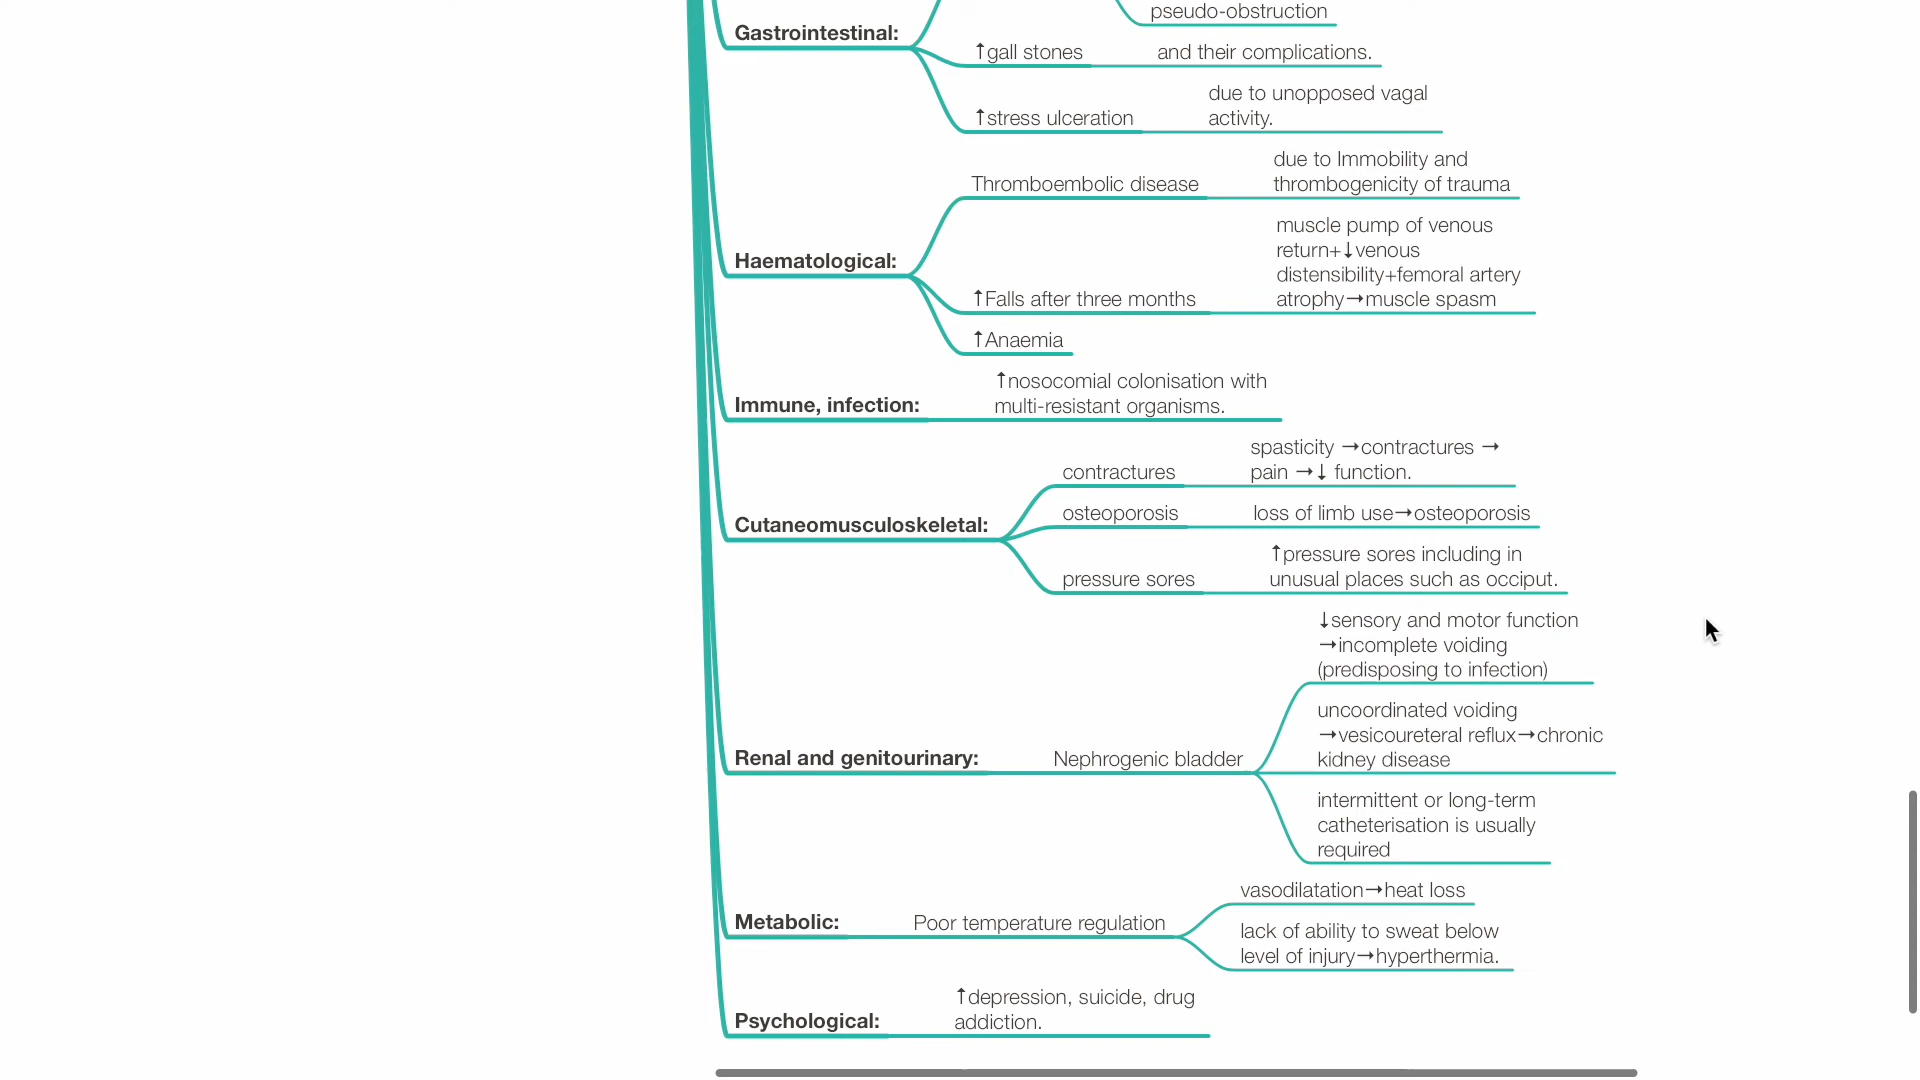 pseudo-obstruction
Gastrointestinal:
↑gall stones
and their complications.
due to unopposed vagal
activity.
↑stress ulceration
due to Immobility and
thrombogenicity of trauma
Thromboembolic disease
muscle pump of venous
return+↓venous
distensibility+femoral artery
atrophy→muscle spasm
Haematological:
↑Falls after three months
↑Anaemia
↑nosocomial colonisation with
multi-resistant organisms.
Immune, infection:
spasticity →contractures →
pain →↓ function.
contractures
osteoporosis
loss of limb use→osteoporosis
Cutaneomusculoskeletal:
↑pressure sores including in
unusual places such as occiput.
pressure sores
↓sensory and motor function
→incomplete voiding
(predisposing to infection)
uncoordinated voiding
→vesicoureteral reflux→chronic
kidney disease
Renal and genitourinary:
Nephrogenic bladder
intermittent or long-term
catheterisation is usually
required
vasodilatation→heat loss
Metabolic:
Poor temperature regulation
lack of ability to sweat below
level of injury→hyperthermia.
↑depression, suicide, drug
addiction.
Psychological: